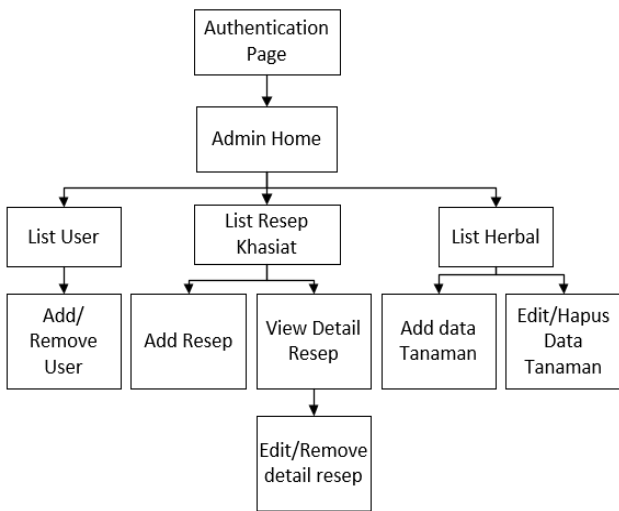 Authentication
Page
Admin Home
List User
List Resep
Khasiat
List Herbal
Add/
Remove
User
Add Resep
View Detail
Resep
Add data
Tanaman
Edit/Hapus
Data
Tanaman
Edit/Remove
detail resep